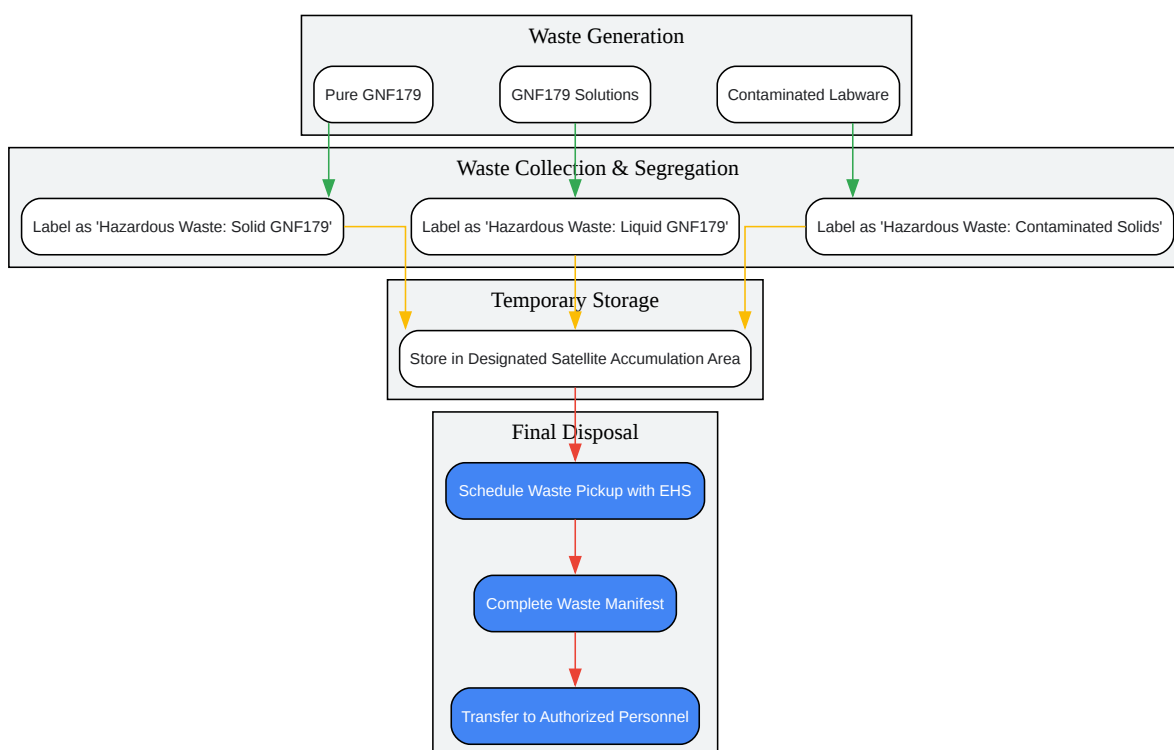 Waste Generation
Pure GNF179
GNF179 Solutions
Contaminated Labware
Waste Collection & Segregation
Label as 'Hazardous Waste: Solid GNF179'
Label as 'Hazardous Waste: Liquid GNF179'
Label as 'Hazardous Waste: Contaminated Solids'
Temporary Storage
Store in Designated Satellite Accumulation Area
Final Disposal
Schedule Waste Pickup with EHS
Complete Waste Manifest
Transfer to Authorized Personnel